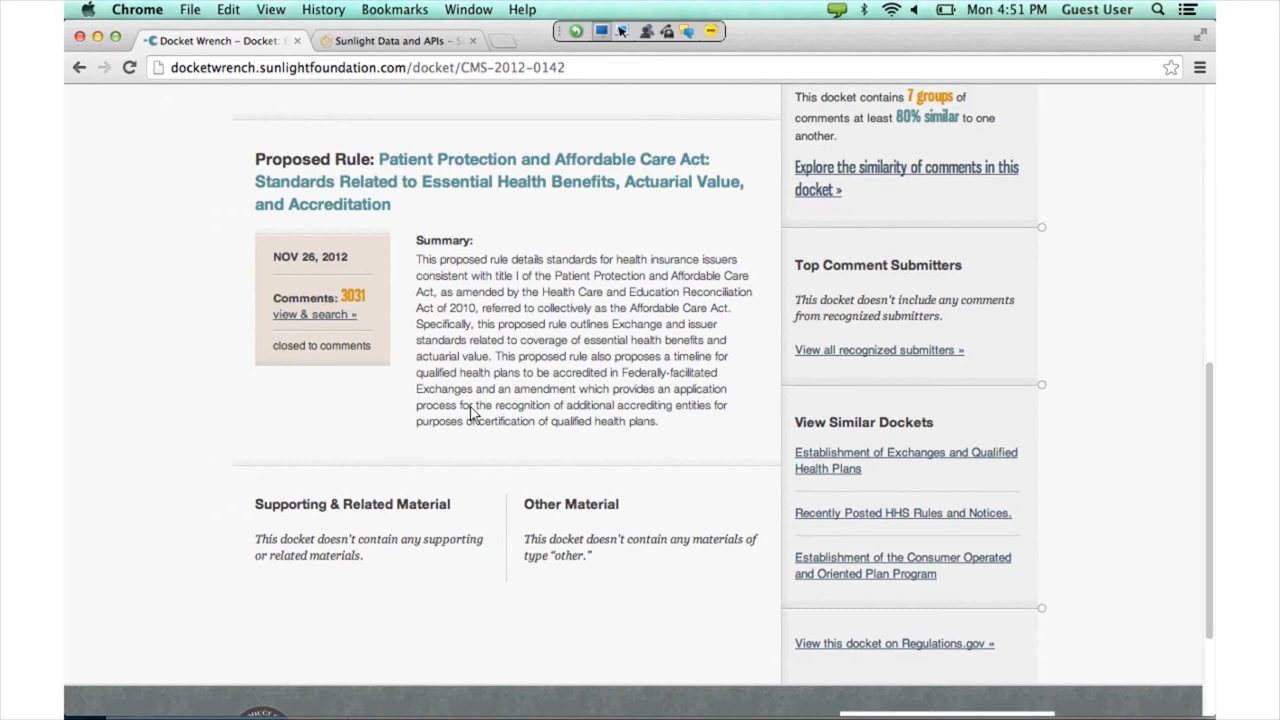 Chrome File Edit View History Bookmarks Window Help Mon 4:51 PM Guest User
Docket Wrench – Docket: Sunlight Data and APIs – S
docketwrench.sunlightfoundation.com/docket/CMS-2012-0142
Proposed Rule: Patient Protection and Affordable Care Act:
Standards Related to Essential Health Benefits, Actuarial Value,
and Accreditation
NOV 26, 2012
Comments: 3031
view & search »
closed to comments
Summary:
This proposed rule details standards for health insurance issuers
consistent with title I of the Patient Protection and Affordable Care
Act, as amended by the Health Care and Education Reconciliation
Act of 2010, referred to collectively as the Affordable Care Act.
Specifically, this proposed rule outlines Exchange and issuer
standards related to coverage of essential health benefits and
actuarial value. This proposed rule also proposes a timeline for
qualified health plans to be accredited in Federally-facilitated
Exchanges and an amendment which provides an application
process for the recognition of additional accrediting entities for
purposes of certification of qualified health plans.
Supporting & Related Material
This docket doesn't contain any supporting
or related materials.
Other Material
This docket doesn't contain any materials of
type “other.”
This docket contains 7 groups of
comments at least 80% similar to one
another.
Explore the similarity of comments in this
docket »
Top Comment Submitters
This docket doesn't include any comments
from recognized submitters.
View all recognized submitters »
View Similar Dockets
Establishment of Exchanges and Qualified
Health Plans
Recently Posted HHS Rules and Notices.
Establishment of the Consumer Operated
and Oriented Plan Program
View this docket on Regulations.gov »